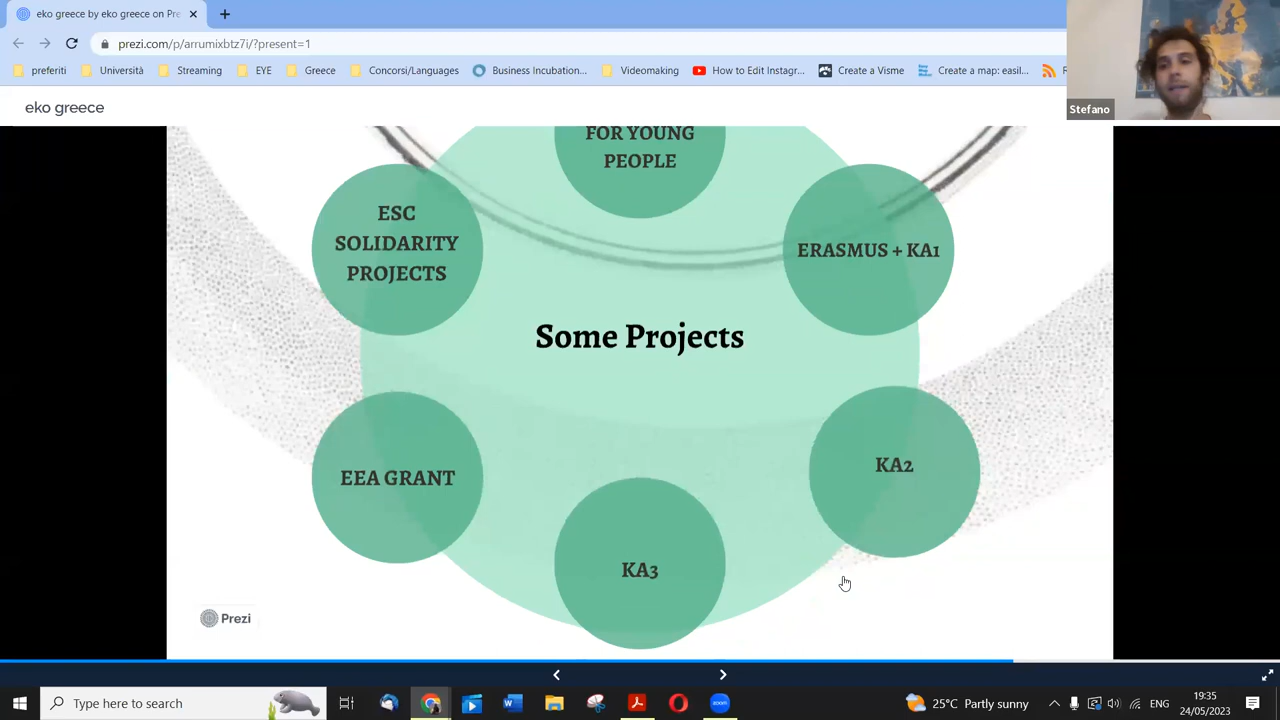 eko greece by eko greece on Pre
prezi.com/p/arrumixbtz7i/?present=1
preferiti
Università
Streaming
EYE
Greece
Concorsi/Languages
Business Incubation...
Videomaking
How to Edit Instagr...
Create a Visme
Create a map: easil...
Stefano
eko greece
FOR YOUNG
PEOPLE
ESC
SOLIDARITY
PROJECTS
ERASMUS + KA1
Some Projects
EEA GRANT
KA2
KA3
Prezi
Type here to search
zoom
25°C Partly sunny
ENG
19:35
24/05/2023